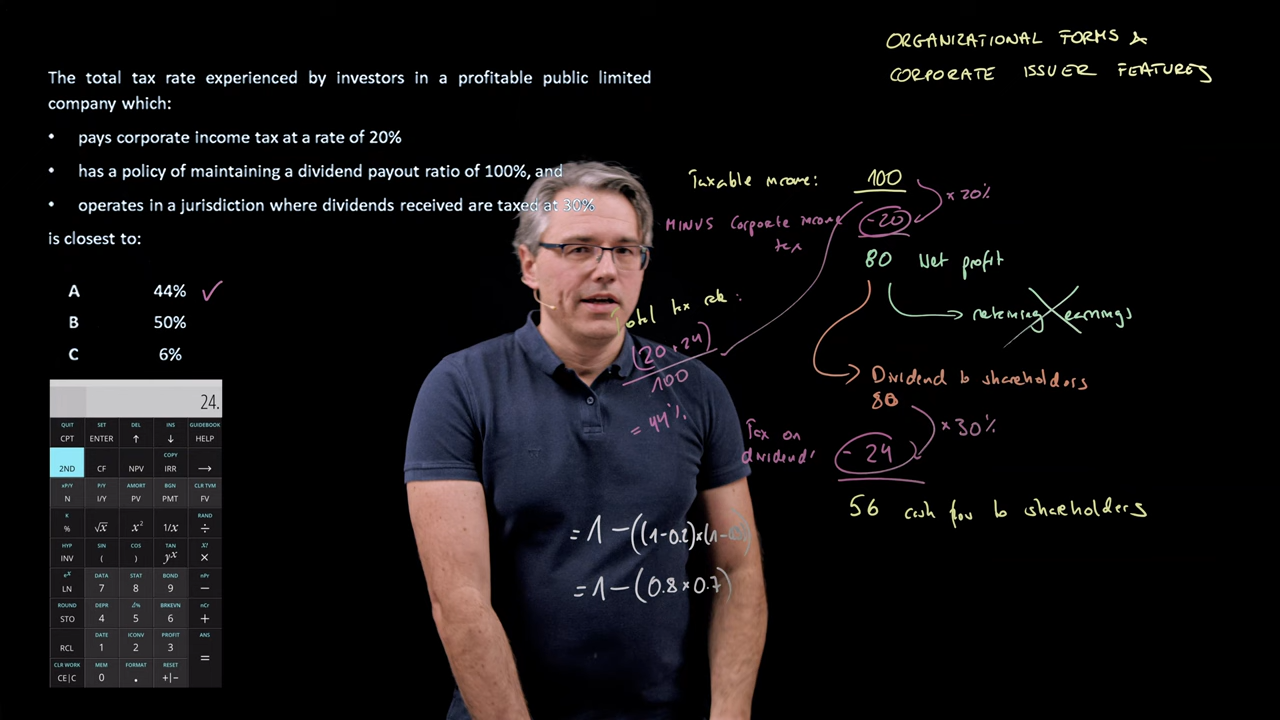 ORGANIZATIONAL FORMS &
CORPORATE ISSUER FEATURES
The total tax rate experienced by investors in a profitable public limited
company which:
• pays corporate income tax at a rate of 20%
• has a policy of maintaining a dividend payout ratio of 100%, and
• operates in a jurisdiction where dividends received are taxed at 30%
is closest to:
A 44% ✓
B 50%
C 6%
Taxable income: 100
× 20%
MINUS Corporate income
tax
-20
80 Net profit
retaining earnings
Dividend to shareholders
80
× 30%
Tax on
dividend
- 24
56 cash flow to shareholders
Total tax rate:
(20+24)
100
= 44%
= 1 - ((1-0.2)×(1-
= 1 - (0.8 × 0.7)
24.
QUIT SET DEL INS GUIDEBOOK
CPT ENTER ↑ ↓ HELP
COPY
2ND CF NPV IRR →
xP/Y P/Y AMORT BGN CLR TVM
N I/Y PV PMT FV
K RAND
% √x x² 1/x ÷
HYP SIN COS TAN x!
INV ( ) yˣ ×
eˣ DATA STAT BOND nPr
LN 7 8 9 −
ROUND DEPR Δ% BRKEVN nCr
STO 4 5 6 +
DATE ICONV PROFIT ANS
RCL 1 2 3 =
CLR WORK MEM FORMAT RESET
CE|C 0 . +|−